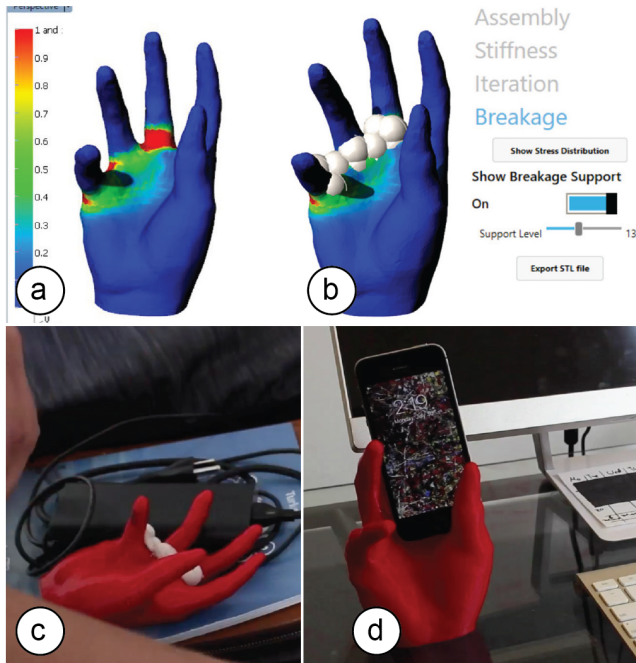 Perspective
1 and
0.9
0.8
0.7
0.6
0.5
0.4
0.3
0.2
a
b
Assembly
Stiffness
Iteration
Breakage
Show Stress Distribution
Show Breakage Support
On
Support Level
13
Export STL file
c
2:19
d